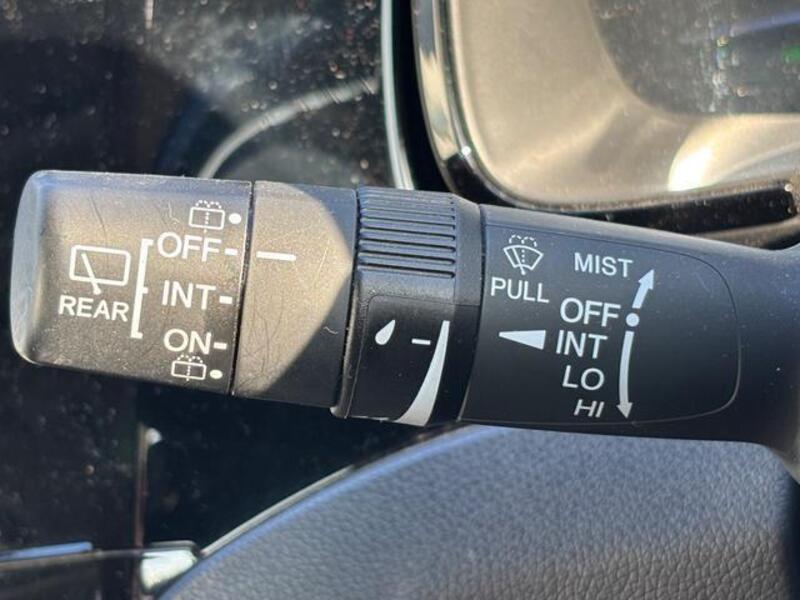 OFF
INT
ON
REAR
PULL
MIST
OFF
INT
LO
HI